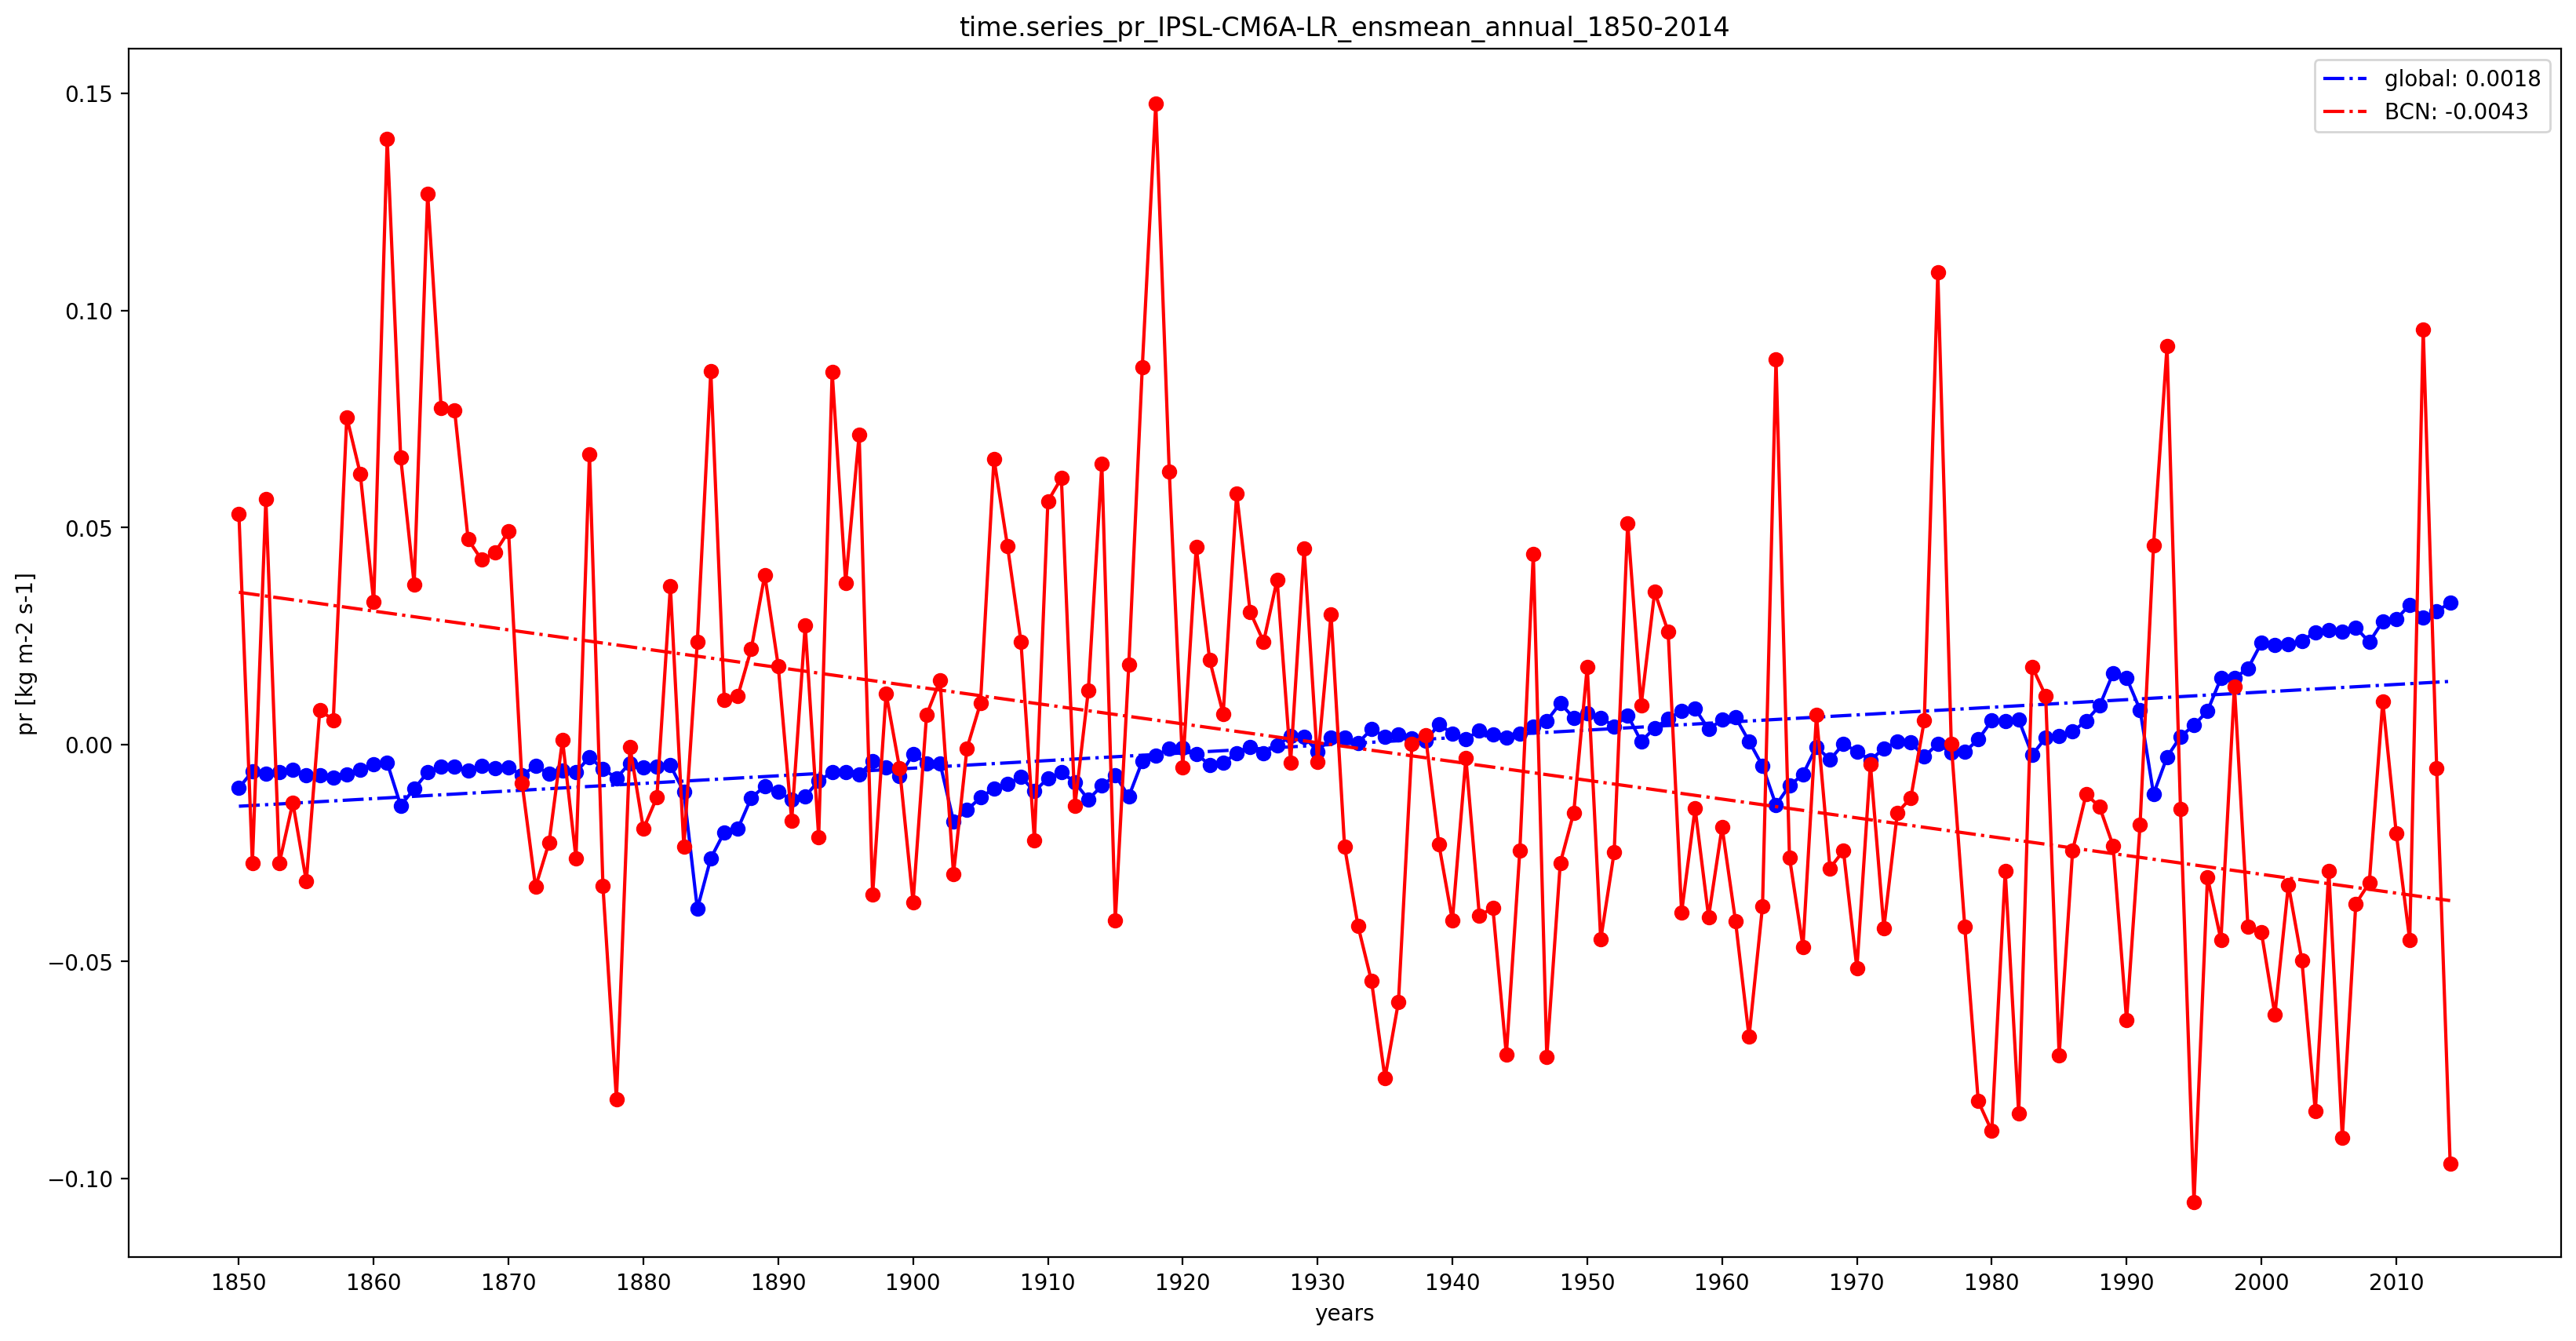 time.series_pr_IPSL-CM6A-LR_ensmean_annual_1850-2014
global: 0.0018
BCN: -0.0043
0.15
0.10
0.05
0.00
−0.05
−0.10
pr [kg m-2 s-1]
1850 1860 1870 1880 1890 1900 1910 1920 1930 1940 1950 1960 1970 1980 1990 2000 2010
years